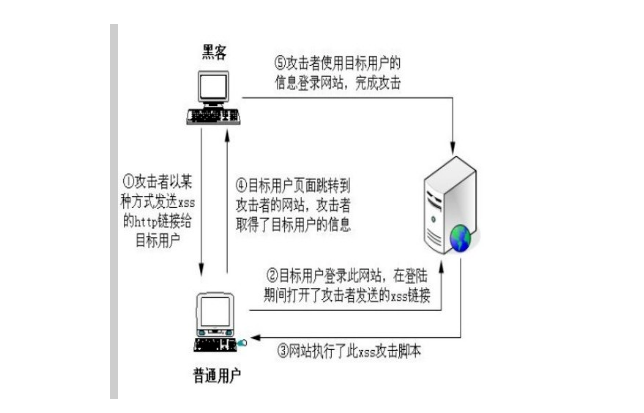 黑客
⑤攻击者使用目标用户的
信息登录网站，完成攻击
①攻击者以某
种方式发送xss
的http链接给
目标用户
④目标用户页面跳转到
攻击者的网站，攻击者
取得了目标用户的信息
②目标用户登录此网站，在登陆
期间打开了攻击者发送的xss链接
③网站执行了此xss攻击脚本
普通用户